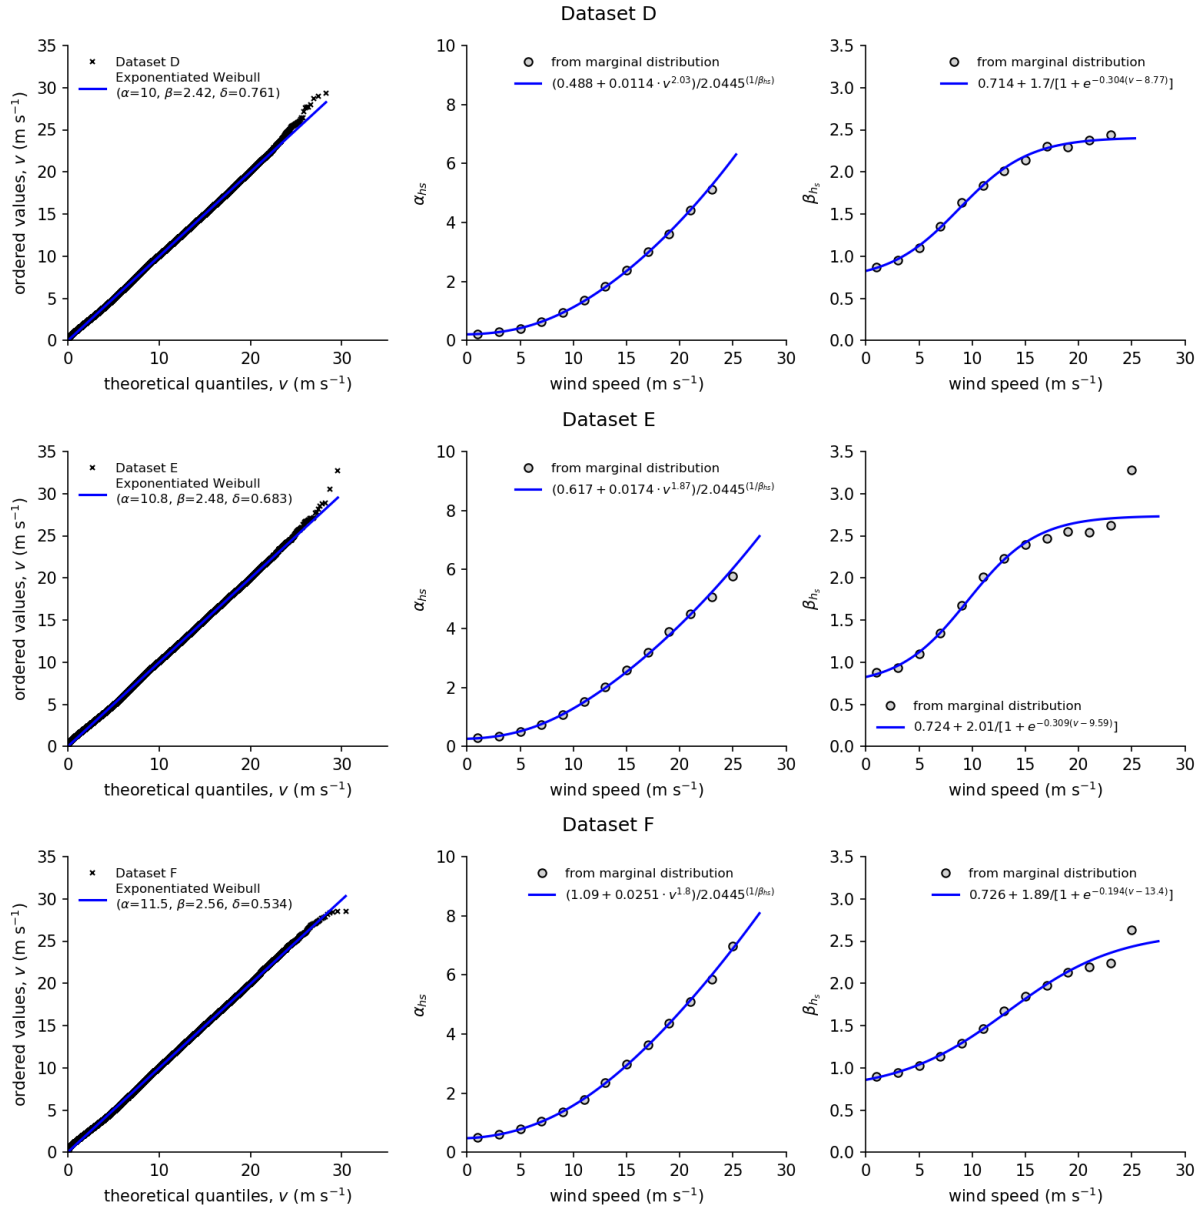 Dataset D
35
30
25
20
15
10
5
0
ordered values, v (m s⁻¹)
Dataset D
Exponentiated Weibull
(α=10, β=2.42, δ=0.761)
0 10 20 30
theoretical quantiles, v (m s⁻¹)
10
8
6
4
2
0
α_hs
from marginal distribution
(0.488 + 0.0114 · v^2.03)/2.0445^(1/β_hs)
0 5 10 15 20 25 30
wind speed (m s⁻¹)
3.5
3.0
2.5
2.0
1.5
1.0
0.5
0.0
β_h_s
from marginal distribution
0.714 + 1.7/[1 + e^−0.304(v−8.77)]
0 5 10 15 20 25 30
wind speed (m s⁻¹)
Dataset E
35
30
25
20
15
10
5
0
ordered values, v (m s⁻¹)
Dataset E
Exponentiated Weibull
(α=10.8, β=2.48, δ=0.683)
0 10 20 30
theoretical quantiles, v (m s⁻¹)
10
8
6
4
2
0
α_hs
from marginal distribution
(0.617 + 0.0174 · v^1.87)/2.0445^(1/β_hs)
0 5 10 15 20 25 30
wind speed (m s⁻¹)
3.5
3.0
2.5
2.0
1.5
1.0
0.5
0.0
β_h_s
from marginal distribution
0.724 + 2.01/[1 + e^−0.309(v−9.59)]
0 5 10 15 20 25 30
wind speed (m s⁻¹)
Dataset F
35
30
25
20
15
10
5
0
ordered values, v (m s⁻¹)
Dataset F
Exponentiated Weibull
(α=11.5, β=2.56, δ=0.534)
0 10 20 30
theoretical quantiles, v (m s⁻¹)
10
8
6
4
2
0
α_hs
from marginal distribution
(1.09 + 0.0251 · v^1.8)/2.0445^(1/β_hs)
0 5 10 15 20 25 30
wind speed (m s⁻¹)
3.5
3.0
2.5
2.0
1.5
1.0
0.5
0.0
β_h_s
from marginal distribution
0.726 + 1.89/[1 + e^−0.194(v−13.4)]
0 5 10 15 20 25 30
wind speed (m s⁻¹)